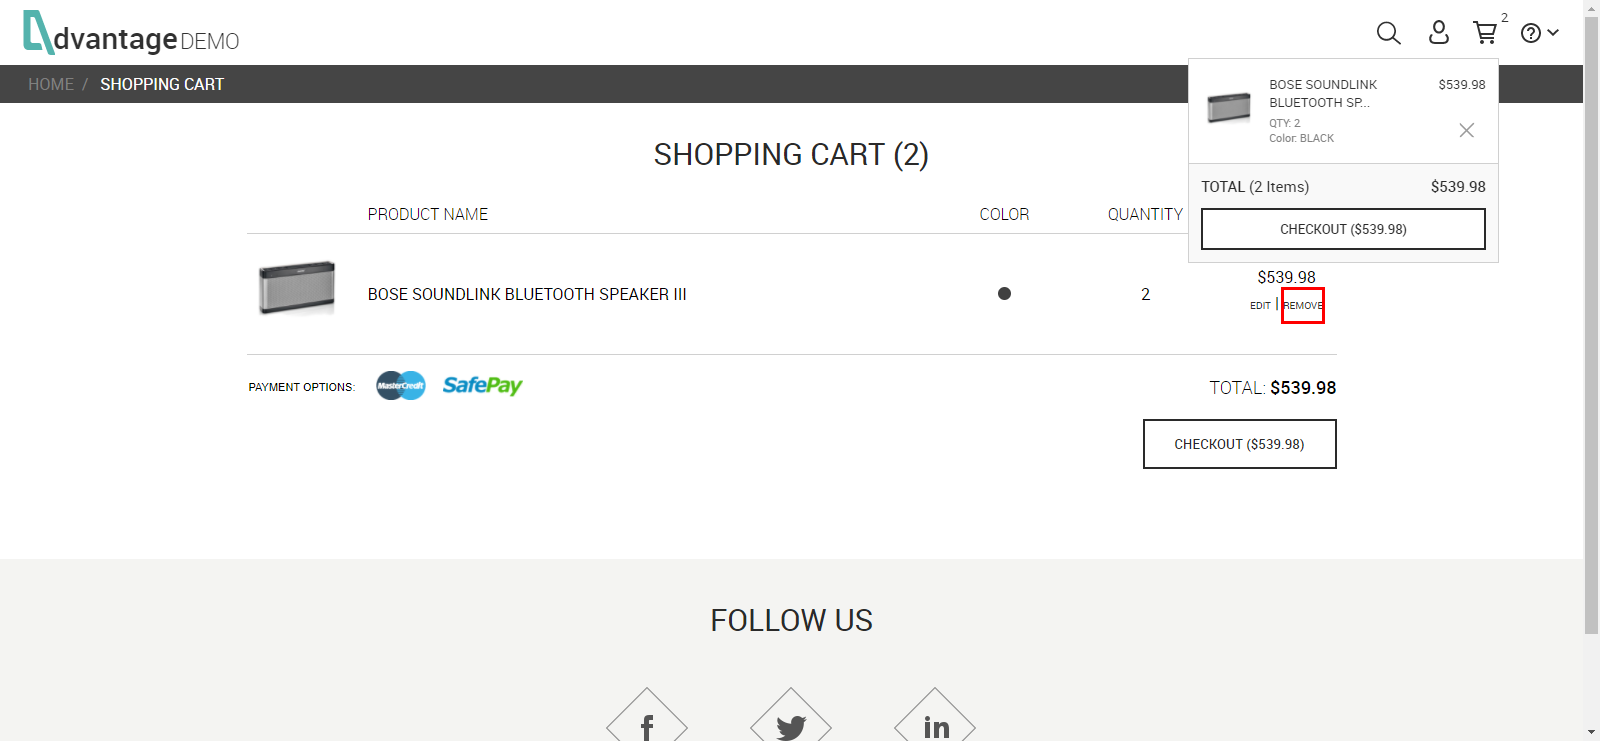 dvantage DEMO
2
HOME / SHOPPING CART
BOSE SOUNDLINK $539.98
BLUETOOTH SP...
QTY: 2
Color: BLACK
TOTAL (2 Items) $539.98
CHECKOUT ($539.98)
SHOPPING CART (2)
PRODUCT NAME COLOR QUANTITY
BOSE SOUNDLINK BLUETOOTH SPEAKER III 2 $539.98
EDIT | REMOVE
PAYMENT OPTIONS: MasterCredit SafePay TOTAL: $539.98
CHECKOUT ($539.98)
FOLLOW US
f in